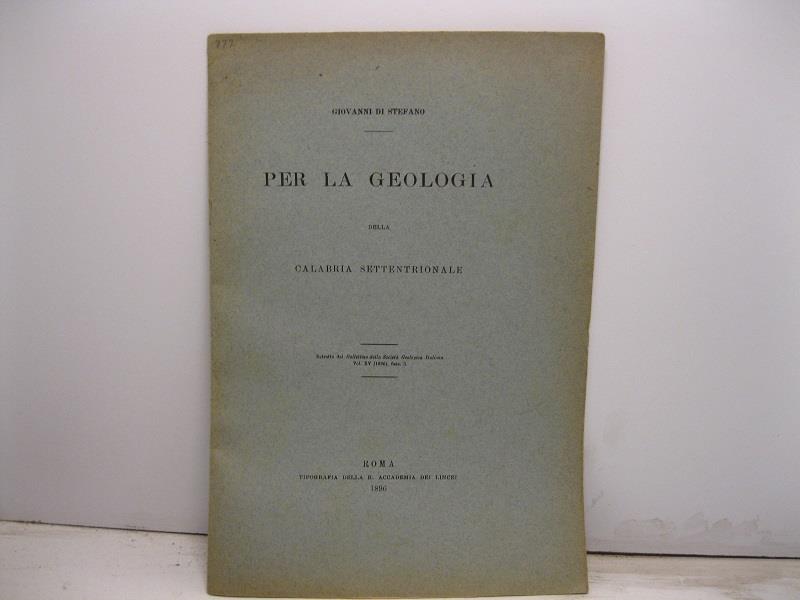 777
GIOVANNI DI STEFANO
PER LA GEOLOGIA
DELLA
CALABRIA SETTENTRIONALE
Estratto dal Bollettino della Società Geologica Italiana
Vol. XV (1896), fasc. 3.
ROMA
TIPOGRAFIA DELLA R. ACCADEMIA DEI LINCEI
1896